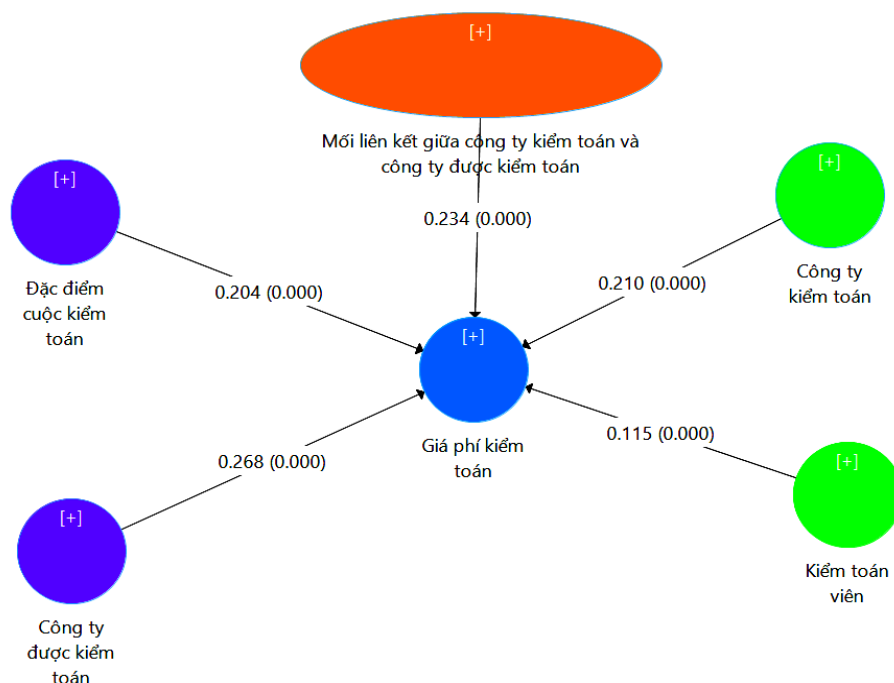 [+]
Mối liên kết giữa công ty kiểm toán và
công ty được kiểm toán
[+]
Đặc điểm
cuộc kiểm
toán
[+]
Công ty
kiểm toán
0.234 (0.000)
0.204 (0.000)
0.210 (0.000)
[+]
Giá phí kiểm
toán
0.268 (0.000)
0.115 (0.000)
[+]
Công ty
được kiểm
toán
[+]
Kiểm toán
viên